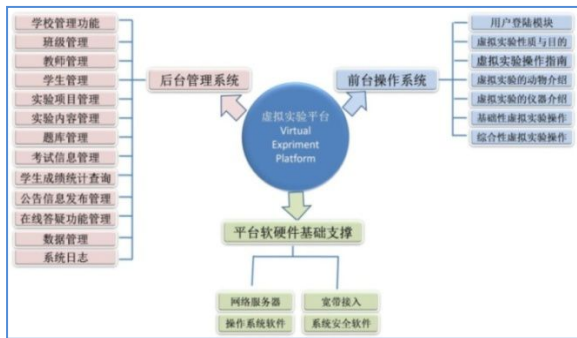 学校管理功能
班级管理
教师管理
学生管理
实验项目管理
实验内容管理
题库管理
考试信息管理
学生成绩统计查询
公告信息发布管理
在线答疑功能管理
数据管理
系统日志
后台管理系统
虚拟实验平台
Virtual
Expriment
Platform
前台操作系统
用户登陆模块
虚拟实验性质与目的
虚拟实验操作指南
虚拟实验的动物介绍
虚拟实验的仪器介绍
基础性虚拟实验操作
综合性虚拟实验操作
平台软硬件基础支撑
网络服务器
宽带接入
操作系统软件
系统安全软件